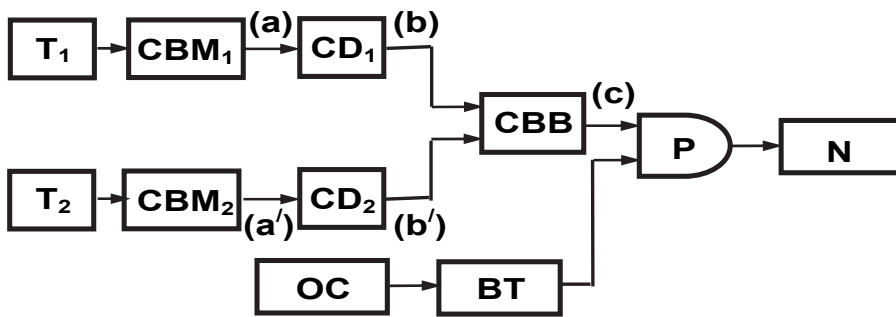 (a) (b)
T₁ CBM₁ CD₁
(c)
CBB
P N
T₂ CBM₂ CD₂
(a′) (b′)
OC BT